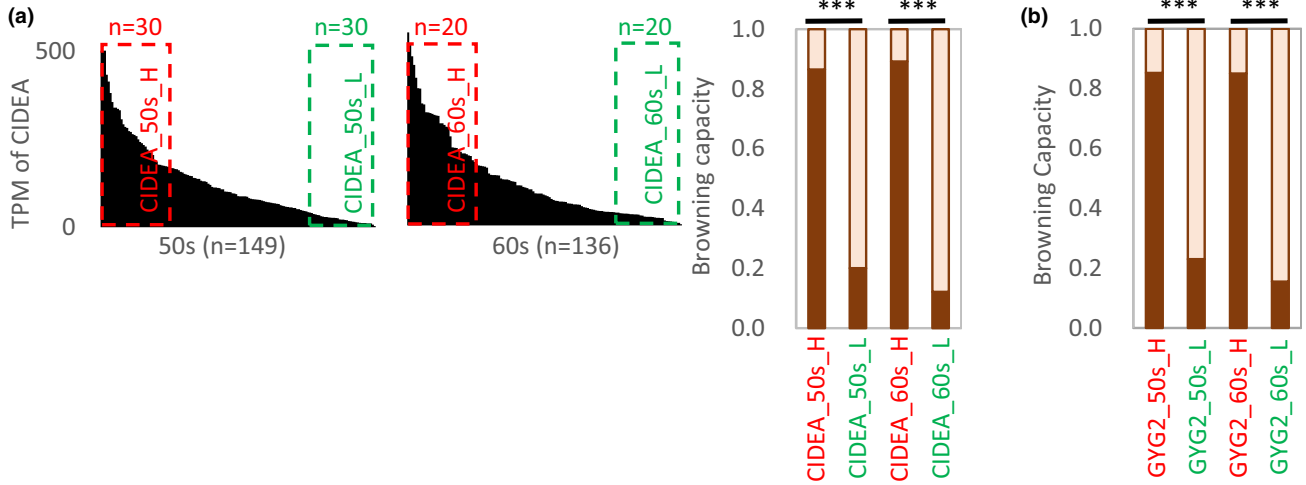 (a)
n=30
n=30
n=20
n=20
TPM of CIDEA
500
0
CIDEA_50s_H
CIDEA_50s_L
CIDEA_60s_H
CIDEA_60s_L
50s (n=149)
60s (n=136)
***
***
Browning capacity
1.0
0.8
0.6
0.4
0.2
0.0
CIDEA_50s_H
CIDEA_50s_L
CIDEA_60s_H
CIDEA_60s_L
(b)
***
***
Browning Capacity
1.0
0.8
0.6
0.4
0.2
0.0
GYG2_50s_H
GYG2_50s_L
GYG2_60s_H
GYG2_60s_L